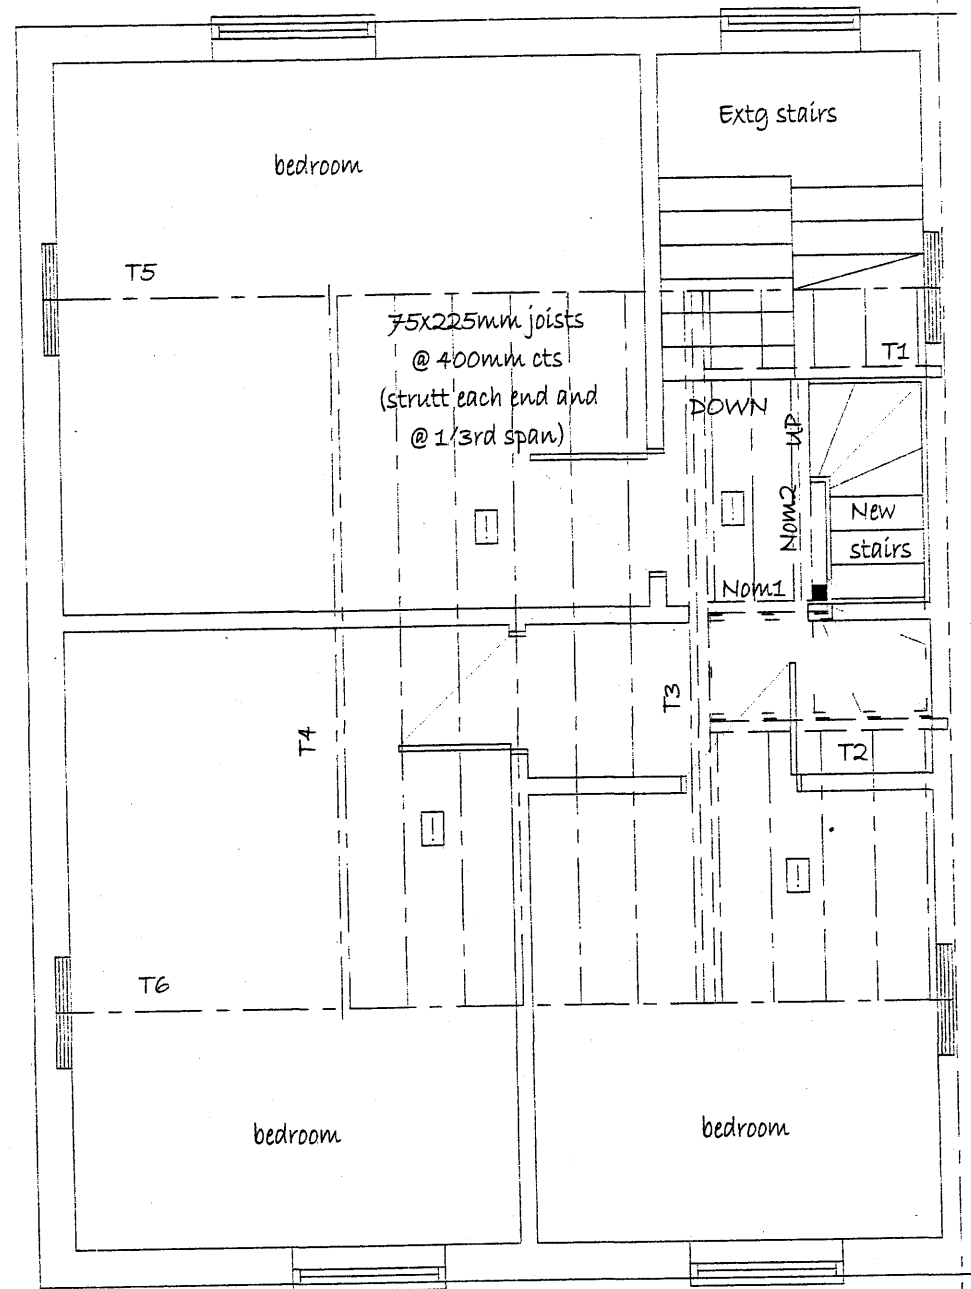 Extg stairs
bedroom
T5
75x225mm joists
@ 400mm cts
(strutt each end and
@ 1/3rd span)
T1
DOWN
UP
Nom2
New
stairs
Nom1
T3
T4
T2
T6
bedroom
bedroom